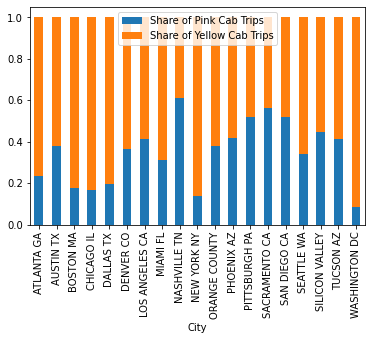 Share of Pink Cab Trips
Share of Yellow Cab Trips
1.0
0.8
0.6
0.4
0.2
0.0
ATLANTA GA
AUSTIN TX
BOSTON MA
CHICAGO IL
DALLAS TX
DENVER CO
LOS ANGELES CA
MIAMI FL
NASHVILLE TN
NEW YORK NY
ORANGE COUNTY
PHOENIX AZ
PITTSBURGH PA
SACRAMENTO CA
SAN DIEGO CA
SEATTLE WA
SILICON VALLEY
TUCSON AZ
WASHINGTON DC
City